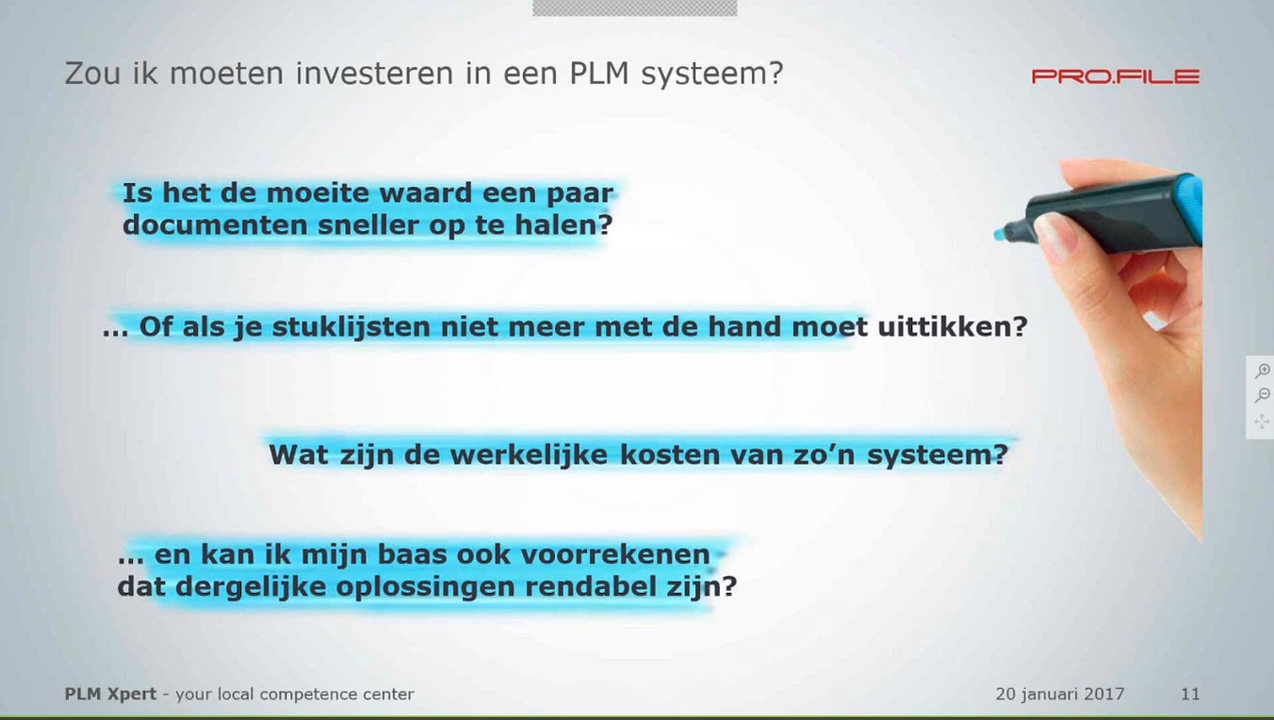 Zou ik moeten investeren in een PLM systeem?
PRO.FILE
Is het de moeite waard een paar
documenten sneller op te halen?
... Of als je stuklijsten niet meer met de hand moet uittikken?
Wat zijn de werkelijke kosten van zo’n systeem?
... en kan ik mijn baas ook voorrekenen
dat dergelijke oplossingen rendabel zijn?
PLM Xpert - your local competence center
20 januari 2017 11